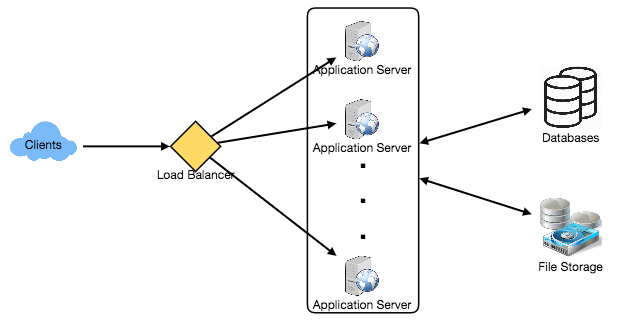 Application Server
Application Server
Clients
Load Balancer
Databases
Application Server
File Storage